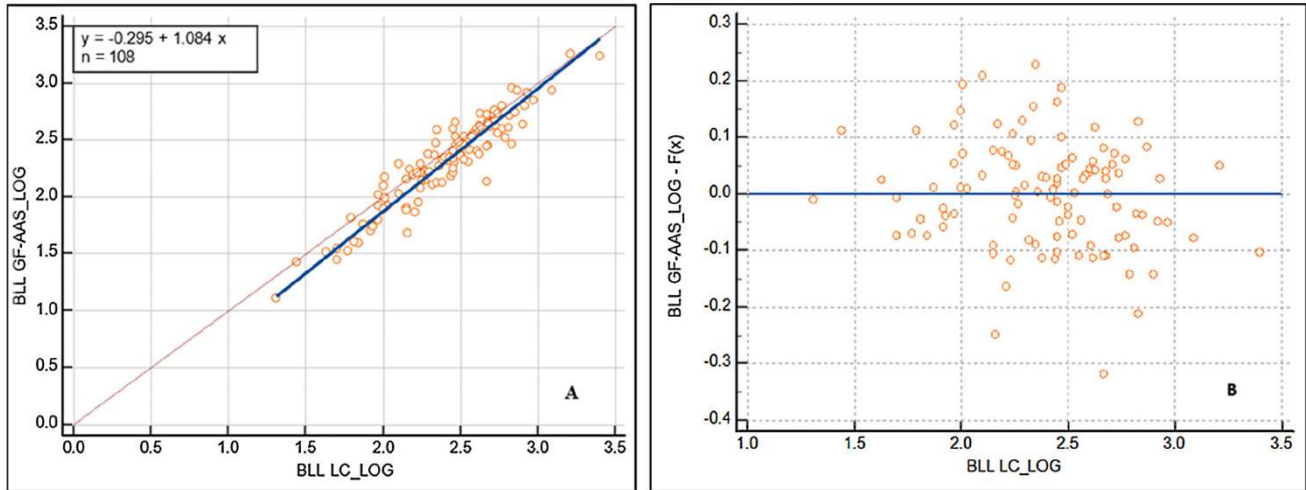 y = -0.295 + 1.084 x
n = 108
BLL GF-AAS_LOG
3.5
3.0
2.5
2.0
1.5
1.0
0.5
0.0
0.0 0.5 1.0 1.5 2.0 2.5 3.0 3.5
BLL LC_LOG
A
BLL GF-AAS_LOG - F(x)
0.3
0.2
0.1
0.0
-0.1
-0.2
-0.3
-0.4
1.0 1.5 2.0 2.5 3.0 3.5
BLL LC_LOG
B